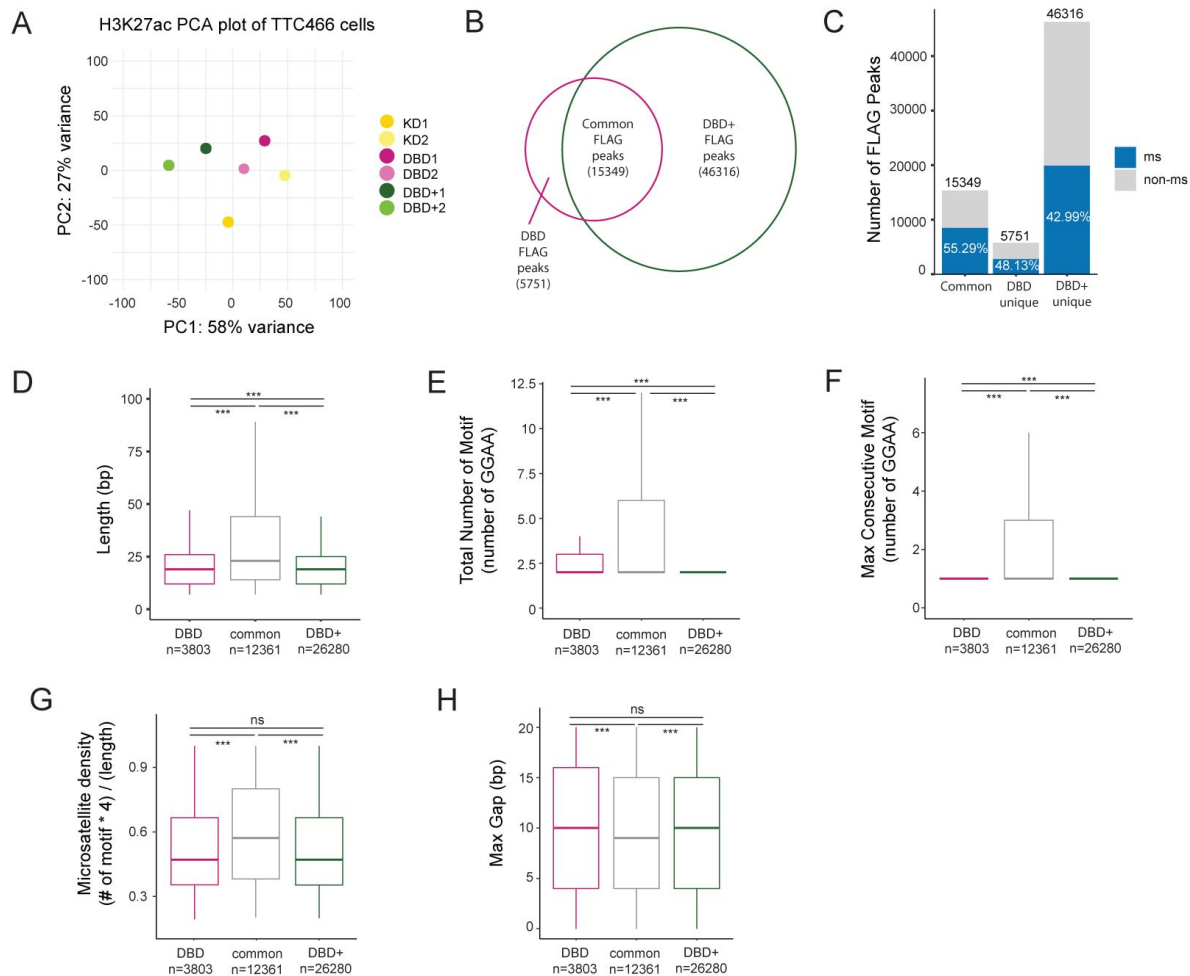 A
H3K27ac PCA plot of TTC466 cells
PC2: 27% variance
100
50
0
-50
-100
-100
-50
0
50
100
PC1: 58% variance
KD1
KD2
DBD1
DBD2
DBD+1
DBD+2
B
Common
FLAG
peaks
(15349)
DBD+
FLAG
peaks
(46316)
DBD
FLAG
peaks
(5751)
C
Number of FLAG Peaks
40000
30000
20000
10000
0
15349
55.29%
5751
48.13%
46316
42.99%
Common
DBD
unique
DBD+
unique
ms
non-ms
D
Length (bp)
100
75
50
25
0
***
***
***
DBD
n=3803
common
n=12361
DBD+
n=26280
E
Total Number of Motif
(number of GGAA)
12.5
10.0
7.5
5.0
2.5
0
***
***
***
DBD
n=3803
common
n=12361
DBD+
n=26280
F
Max Consecutive Motif
(number of GGAA)
6
4
2
0
***
***
***
DBD
n=3803
common
n=12361
DBD+
n=26280
G
Microsatellite density
(# of motif * 4) / (length)
0.9
0.6
0.3
ns
***
***
DBD
n=3803
common
n=12361
DBD+
n=26280
H
Max Gap (bp)
20
15
10
5
0
ns
***
***
DBD
n=3803
common
n=12361
DBD+
n=26280